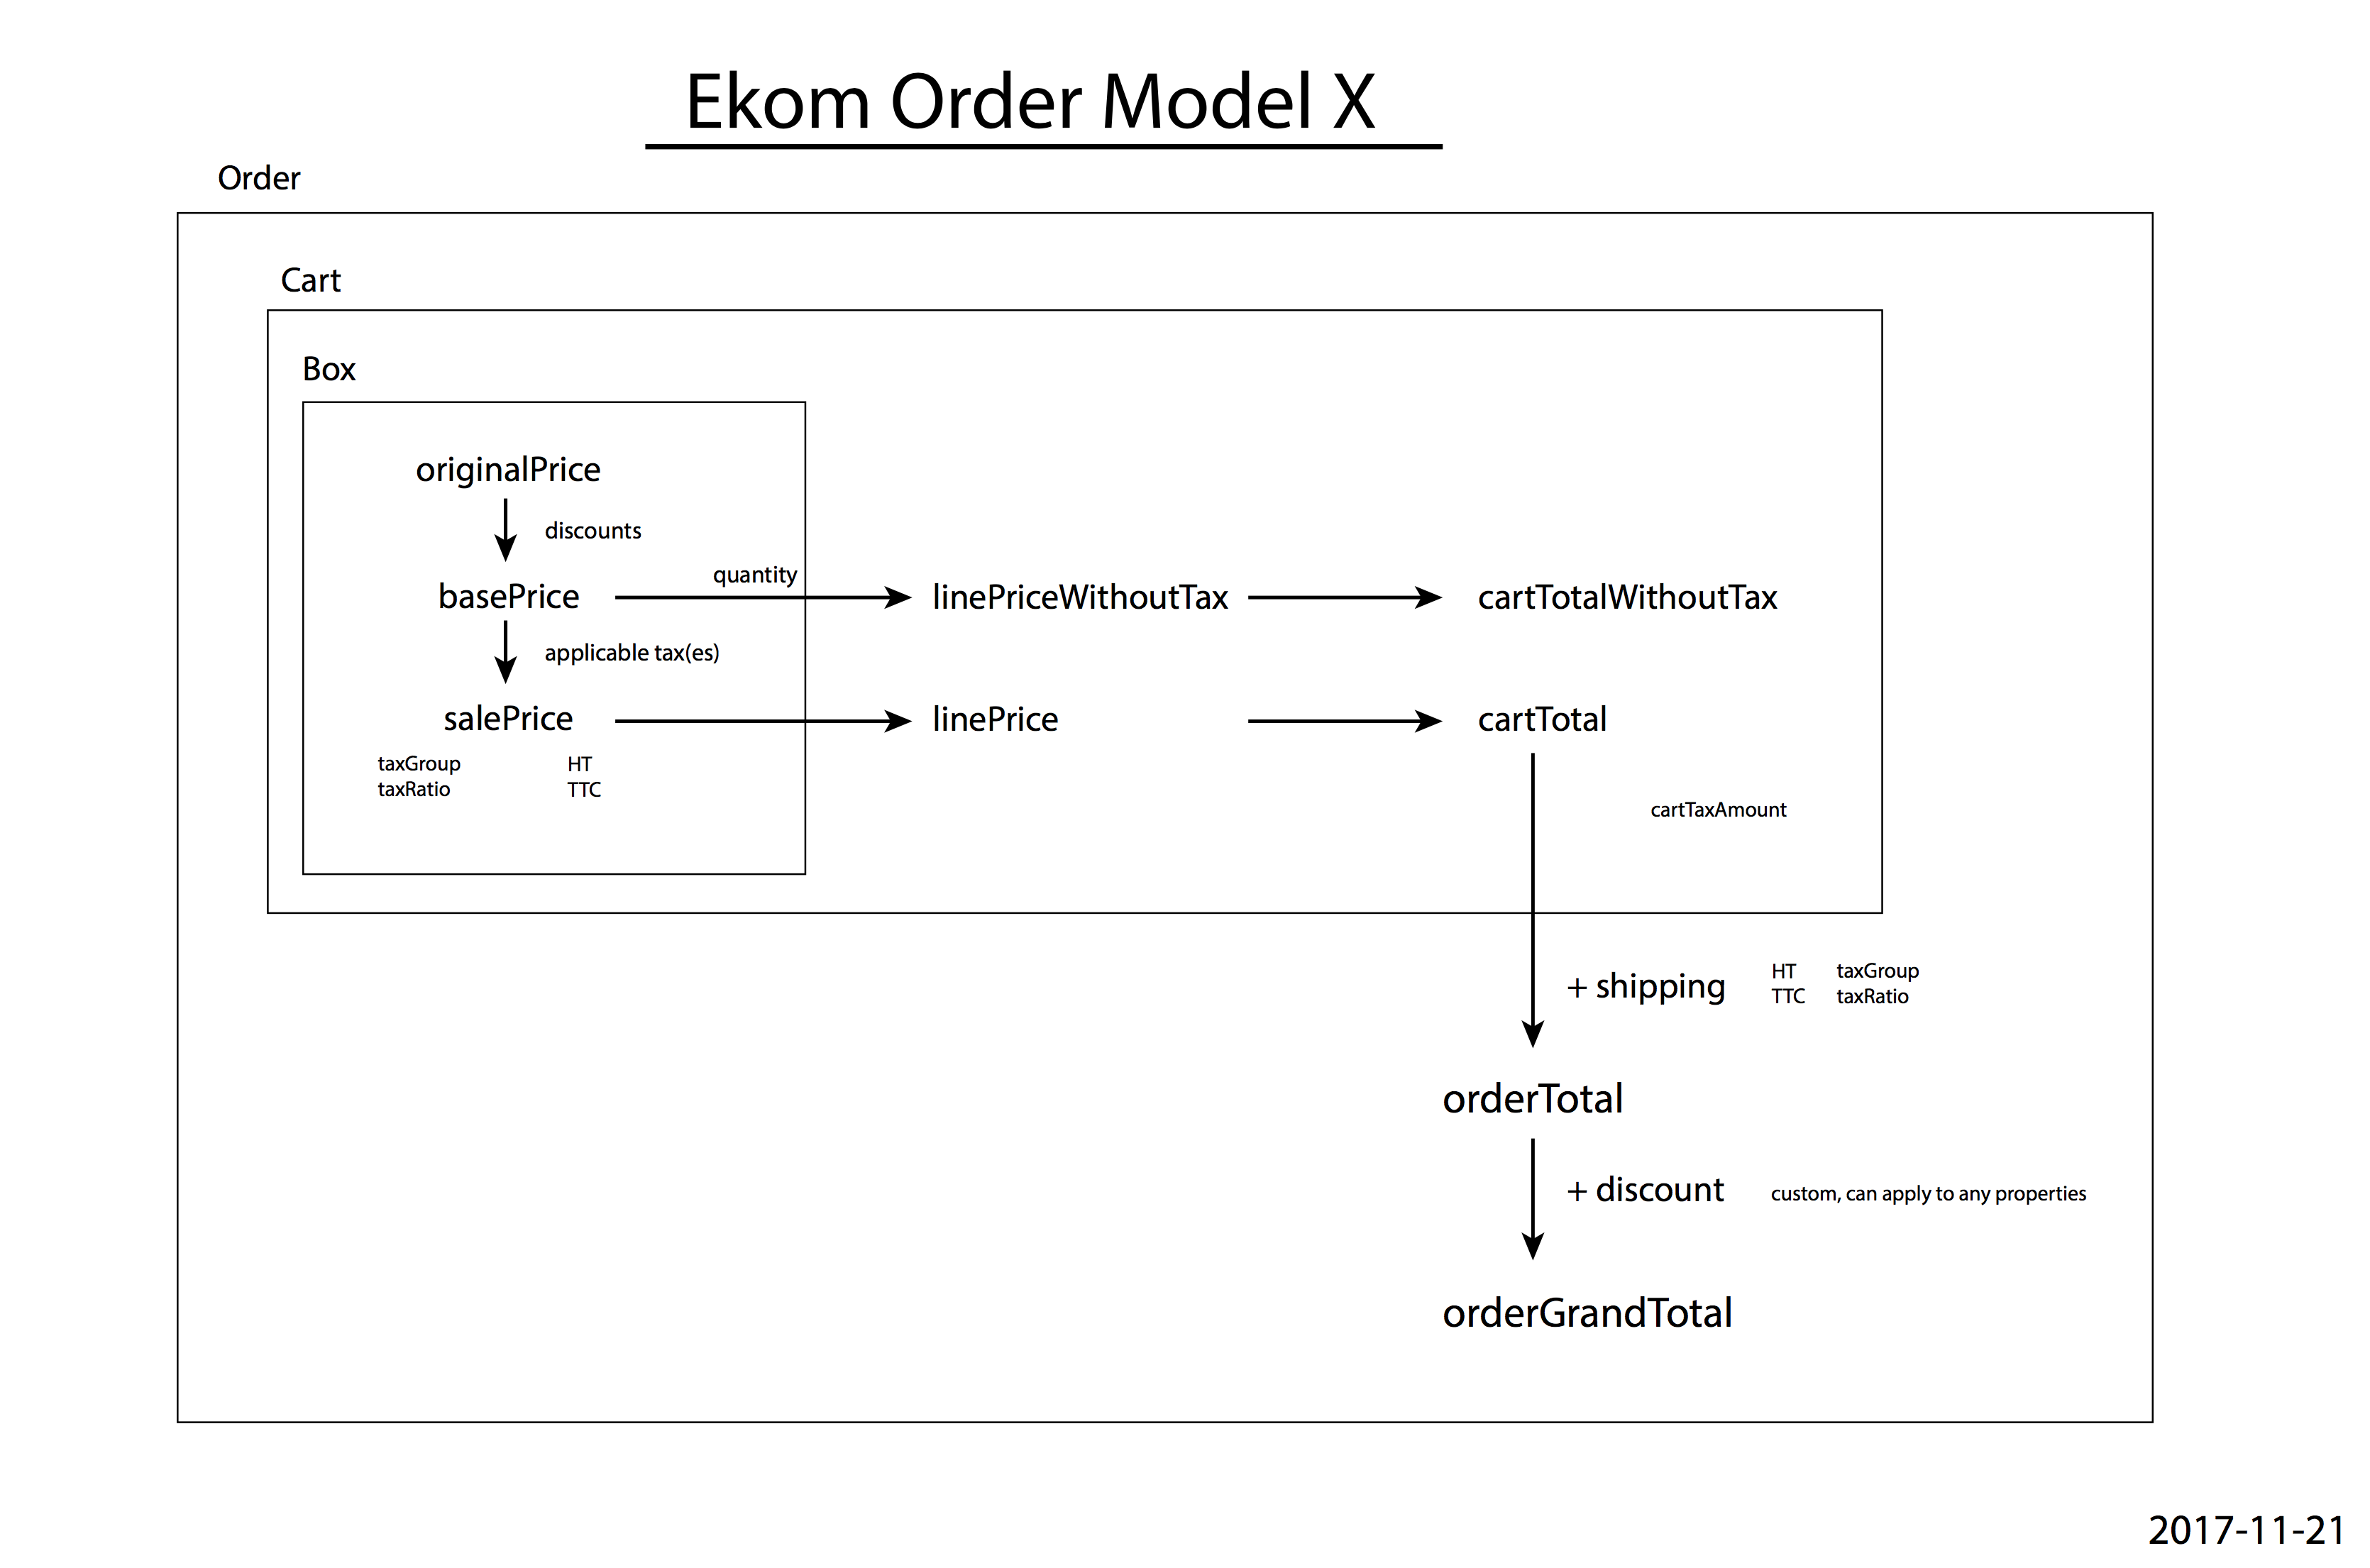 Ekom Order Model X
Order
Cart
Box
originalPrice
discounts
quantity
basePrice
linePriceWithoutTax
cartTotalWithoutTax
applicable tax(es)
salePrice
linePrice
cartTotal
taxGroup
HT
taxRatio
TTC
cartTaxAmount
+ shipping
HT
taxGroup
TTC
taxRatio
orderTotal
+ discount
custom, can apply to any properties
orderGrandTotal
2017-11-21